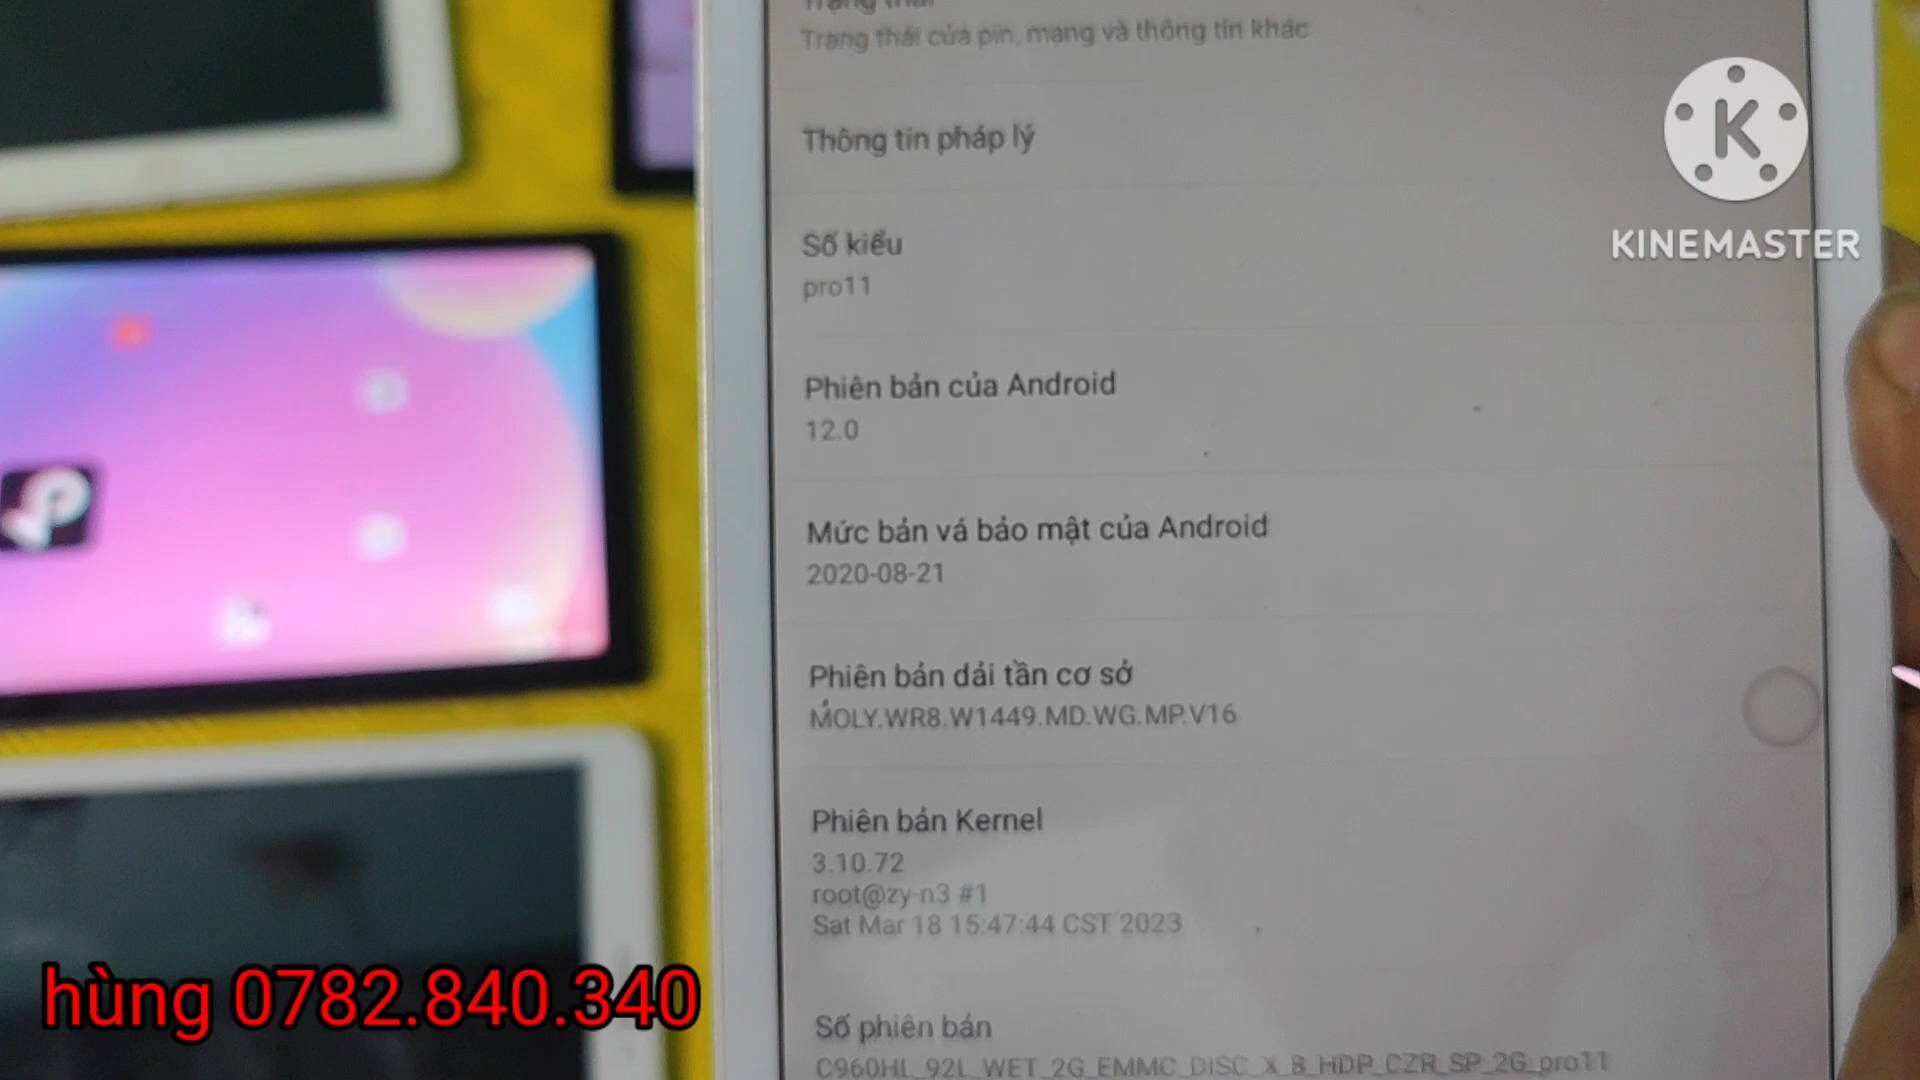 Trạng thái
Trạng thái của pin, mạng và thông tin khác
Thông tin pháp lý
Số kiểu
pro11
Phiên bản của Android
12.0
Mức bản vá bảo mật của Android
2020-08-21
Phiên bản dải tần cơ sở
MOLY.WR8.W1449.MD.WG.MP.V16
Phiên bản Kernel
3.10.72
root@zy-n3 #1
Sat Mar 18 15:47:44 CST 2023
Số phiên bản
C960HL_92L_WET_2G_EMMC_DISC_X_8_HDP_CZR_SP_2G_pro11
K
KINEMASTER
hùng 0782.840.340